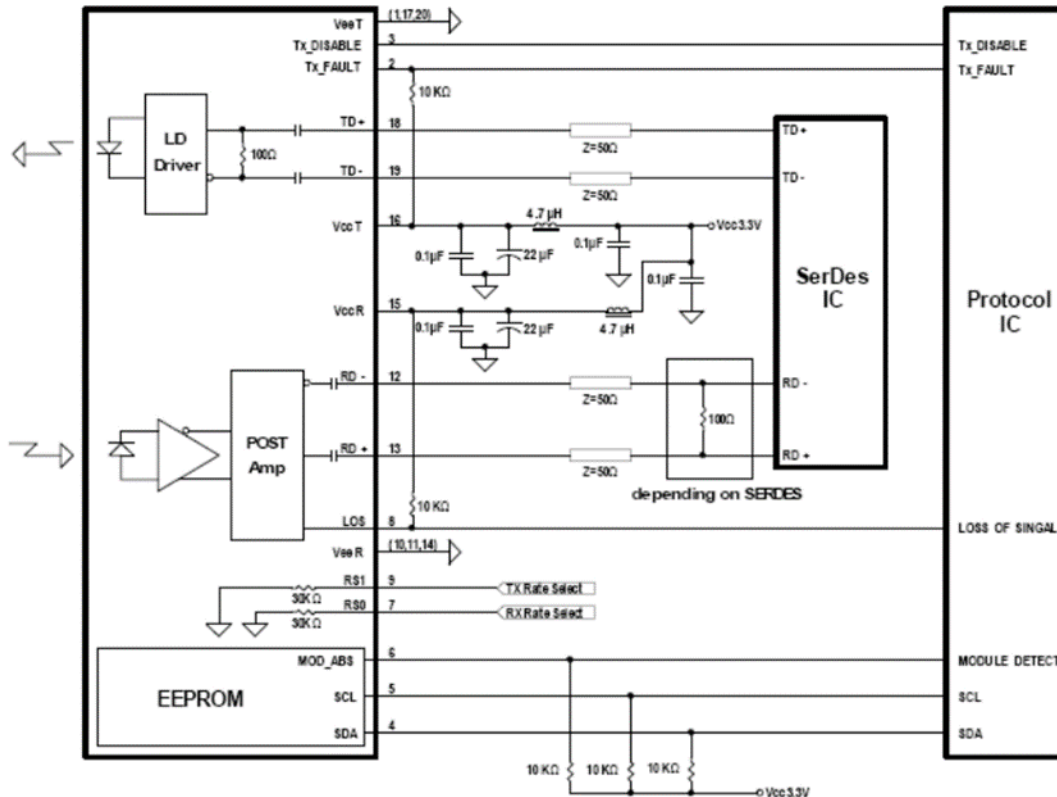 VeeT (1,17,20)
Tx_DISABLE 3 Tx_DISABLE
Tx_FAULT 2 Tx_FAULT
10 KΩ
LD
Driver
100Ω
TD+ 18 Z=50Ω TD+
TD- 19 Z=50Ω TD-
VccT 16 4.7 µH Vcc3.3V
0.1µF 22 µF 0.1µF 0.1µF
SerDes
IC
Protocol
IC
VccR 15
0.1µF 22 µF 4.7 µH
RD - 12 Z=50Ω RD -
100Ω
POST
Amp
RD + 13 Z=50Ω RD +
depending on SERDES
10 KΩ
LOS 8 LOSS OF SINGAL
VeeR (10,11,14)
RS1 9 TX Rate Select
30KΩ
RS0 7 RX Rate Select
30KΩ
MOD_ABS 6 MODULE DETECT
EEPROM
SCL 5 SCL
SDA 4 SDA
10 KΩ 10 KΩ 10 KΩ
Vcc3.3V